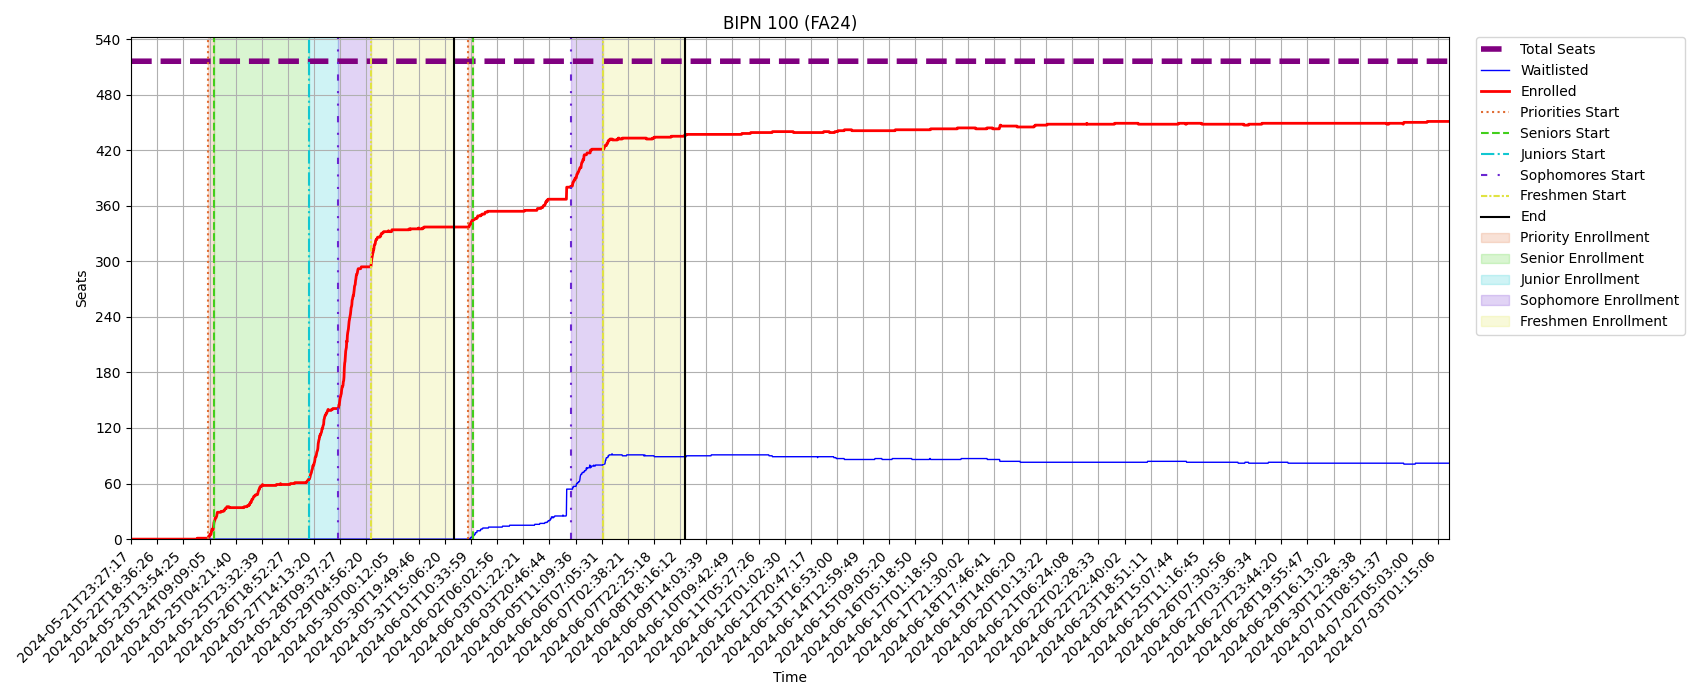 BIPN 100 (FA24)
540
480
420
360
300
240
180
120
60
0
Seats
2024-05-21T23:27:17
2024-05-22T18:36:26
2024-05-23T13:54:25
2024-05-24T09:09:05
2024-05-25T04:21:40
2024-05-25T23:32:39
2024-05-26T18:52:27
2024-05-27T14:13:20
2024-05-28T09:37:27
2024-05-29T04:56:20
2024-05-30T00:12:05
2024-05-30T19:49:46
2024-05-31T15:06:20
2024-06-01T10:33:59
2024-06-02T06:02:56
2024-06-03T01:22:21
2024-06-03T20:46:44
2024-06-05T11:09:36
2024-06-06T07:05:31
2024-06-07T02:38:21
2024-06-07T22:25:18
2024-06-08T18:16:12
2024-06-09T14:03:39
2024-06-10T09:42:49
2024-06-11T05:27:26
2024-06-12T01:02:30
2024-06-12T20:47:17
2024-06-13T16:53:00
2024-06-14T12:59:49
2024-06-15T09:05:20
2024-06-16T05:18:50
2024-06-17T01:18:50
2024-06-17T21:30:02
2024-06-18T17:46:41
2024-06-19T14:06:20
2024-06-20T10:13:22
2024-06-21T06:24:08
2024-06-22T02:28:33
2024-06-22T22:40:02
2024-06-23T18:51:11
2024-06-24T15:07:44
2024-06-25T11:16:45
2024-06-26T07:30:56
2024-06-27T03:36:34
2024-06-27T23:44:20
2024-06-28T19:55:47
2024-06-29T16:13:02
2024-06-30T12:38:38
2024-07-01T08:51:37
2024-07-02T05:03:00
2024-07-03T01:15:06
Time
Total Seats
Waitlisted
Enrolled
Priorities Start
Seniors Start
Juniors Start
Sophomores Start
Freshmen Start
End
Priority Enrollment
Senior Enrollment
Junior Enrollment
Sophomore Enrollment
Freshmen Enrollment